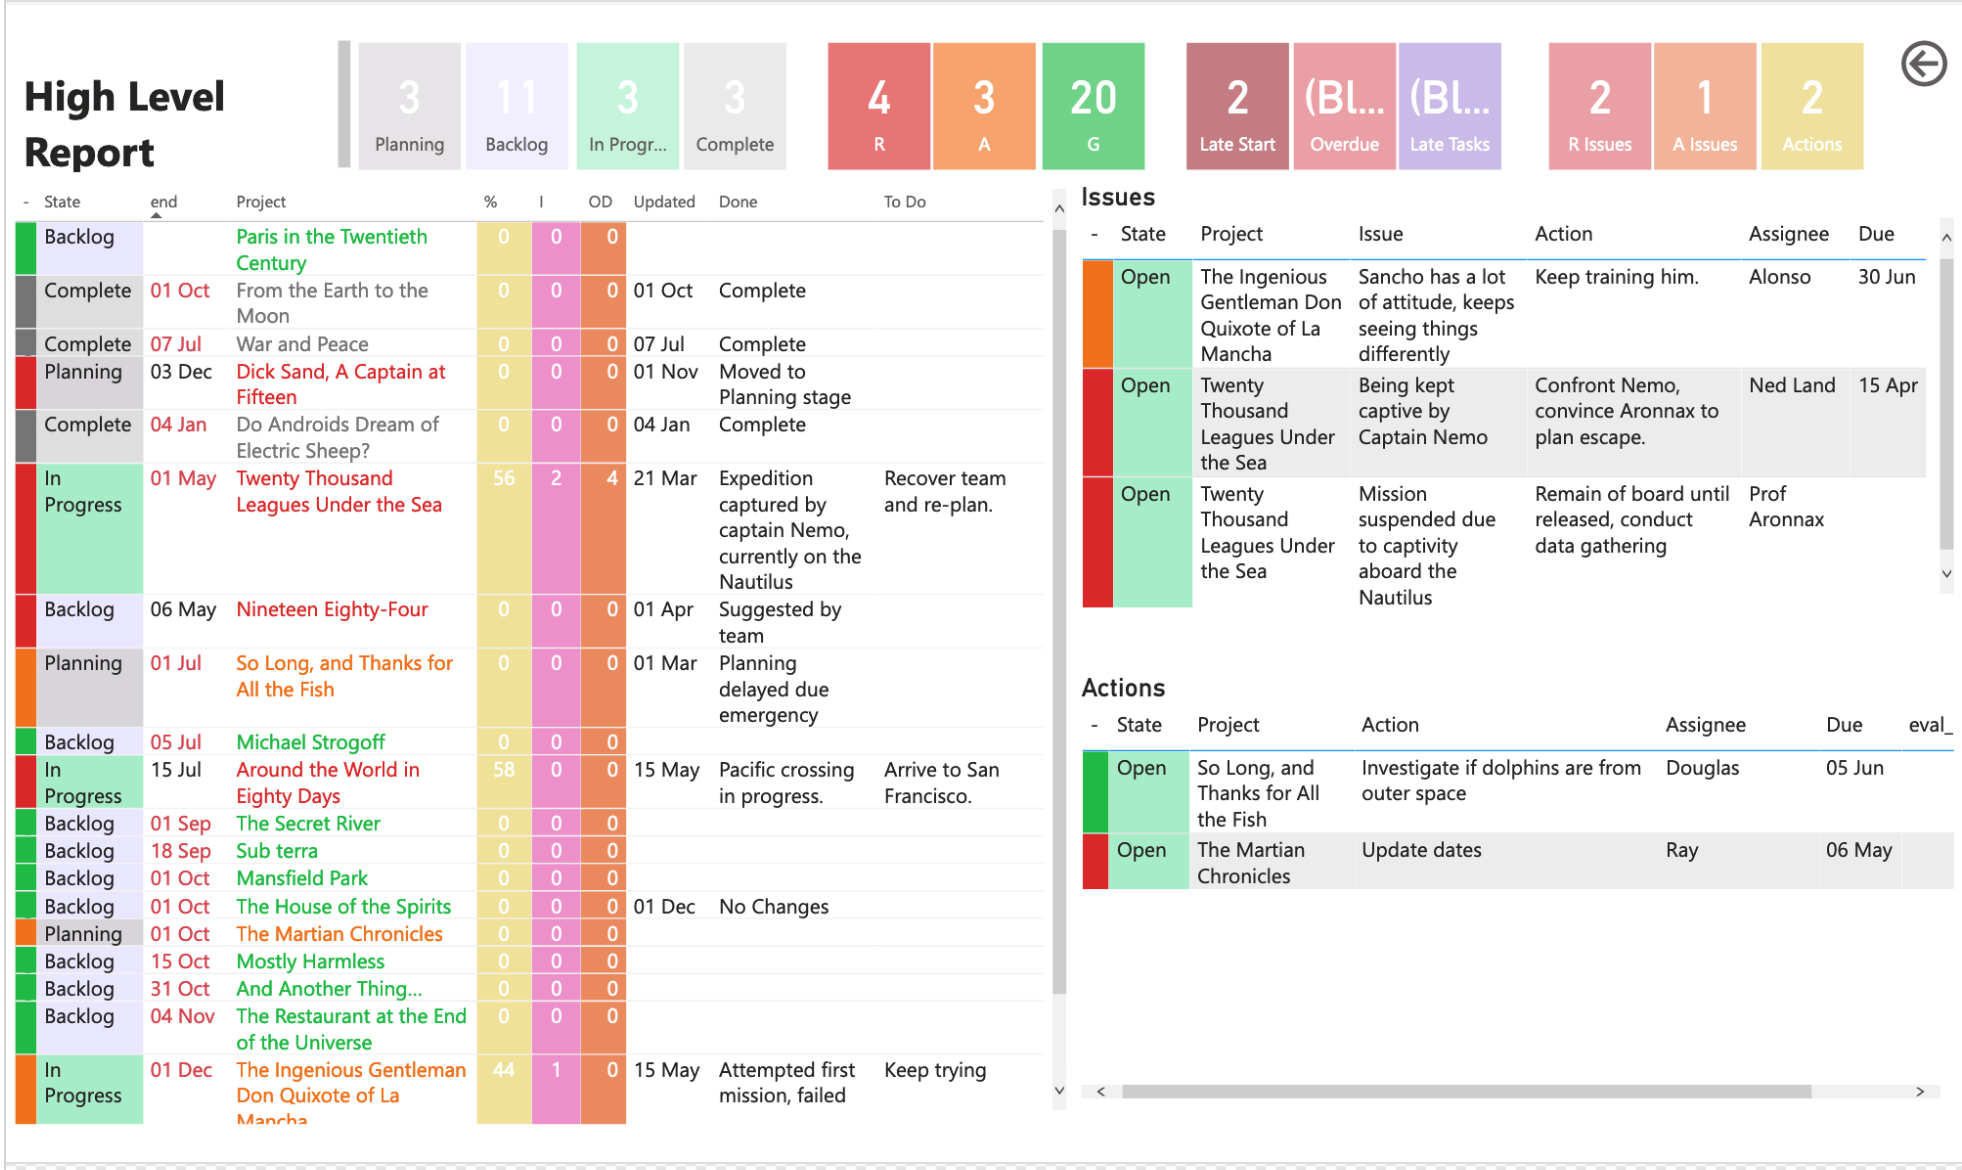 High Level
Report
3 11 3 3 4 3 20 2 (Bl... (Bl... 2 1 2
Planning Backlog In Progr... Complete R A G Late Start Overdue Late Tasks R Issues A Issues Actions
- State end Project % I OD Updated Done To Do
Backlog Paris in the Twentieth 0 0 0
Century
Complete 01 Oct From the Earth to the 0 0 0 01 Oct Complete
Moon
Complete 07 Jul War and Peace 0 0 0 07 Jul Complete
Planning 03 Dec Dick Sand, A Captain at 0 0 0 01 Nov Moved to
Fifteen Planning stage
Complete 04 Jan Do Androids Dream of 0 0 0 04 Jan Complete
Electric Sheep?
In 01 May Twenty Thousand 56 2 4 21 Mar Expedition Recover team
Progress Leagues Under the Sea captured by and re-plan.
captain Nemo,
currently on the
Nautilus
Backlog 06 May Nineteen Eighty-Four 0 0 0 01 Apr Suggested by
team
Planning 01 Jul So Long, and Thanks for 0 0 0 01 Mar Planning
All the Fish delayed due
emergency
Backlog 05 Jul Michael Strogoff 0 0 0
In 15 Jul Around the World in 58 0 0 15 May Pacific crossing Arrive to San
Progress Eighty Days in progress. Francisco.
Backlog 01 Sep The Secret River 0 0 0
Backlog 18 Sep Sub terra 0 0 0
Backlog 01 Oct Mansfield Park 0 0 0
Backlog 01 Oct The House of the Spirits 0 0 0 01 Dec No Changes
Planning 01 Oct The Martian Chronicles 0 0 0
Backlog 15 Oct Mostly Harmless 0 0 0
Backlog 31 Oct And Another Thing... 0 0 0
Backlog 04 Nov The Restaurant at the End 0 0 0
of the Universe
In 01 Dec The Ingenious Gentleman 44 1 0 15 May Attempted first Keep trying
Progress Don Quixote of La mission, failed
Mancha
Issues
- State Project Issue Action Assignee Due
Open The Ingenious Sancho has a lot Keep training him. Alonso 30 Jun
Gentleman Don of attitude, keeps
Quixote of La seeing things
Mancha differently
Open Twenty Being kept Confront Nemo, Ned Land 15 Apr
Thousand captive by convince Aronnax to
Leagues Under Captain Nemo plan escape.
the Sea
Open Twenty Mission Remain of board until Prof
Thousand suspended due released, conduct Aronnax
Leagues Under to captivity data gathering
the Sea aboard the
Nautilus
Actions
- State Project Action Assignee Due eval_
Open So Long, and Investigate if dolphins are from Douglas 05 Jun
Thanks for All outer space
the Fish
Open The Martian Update dates Ray 06 May
Chronicles